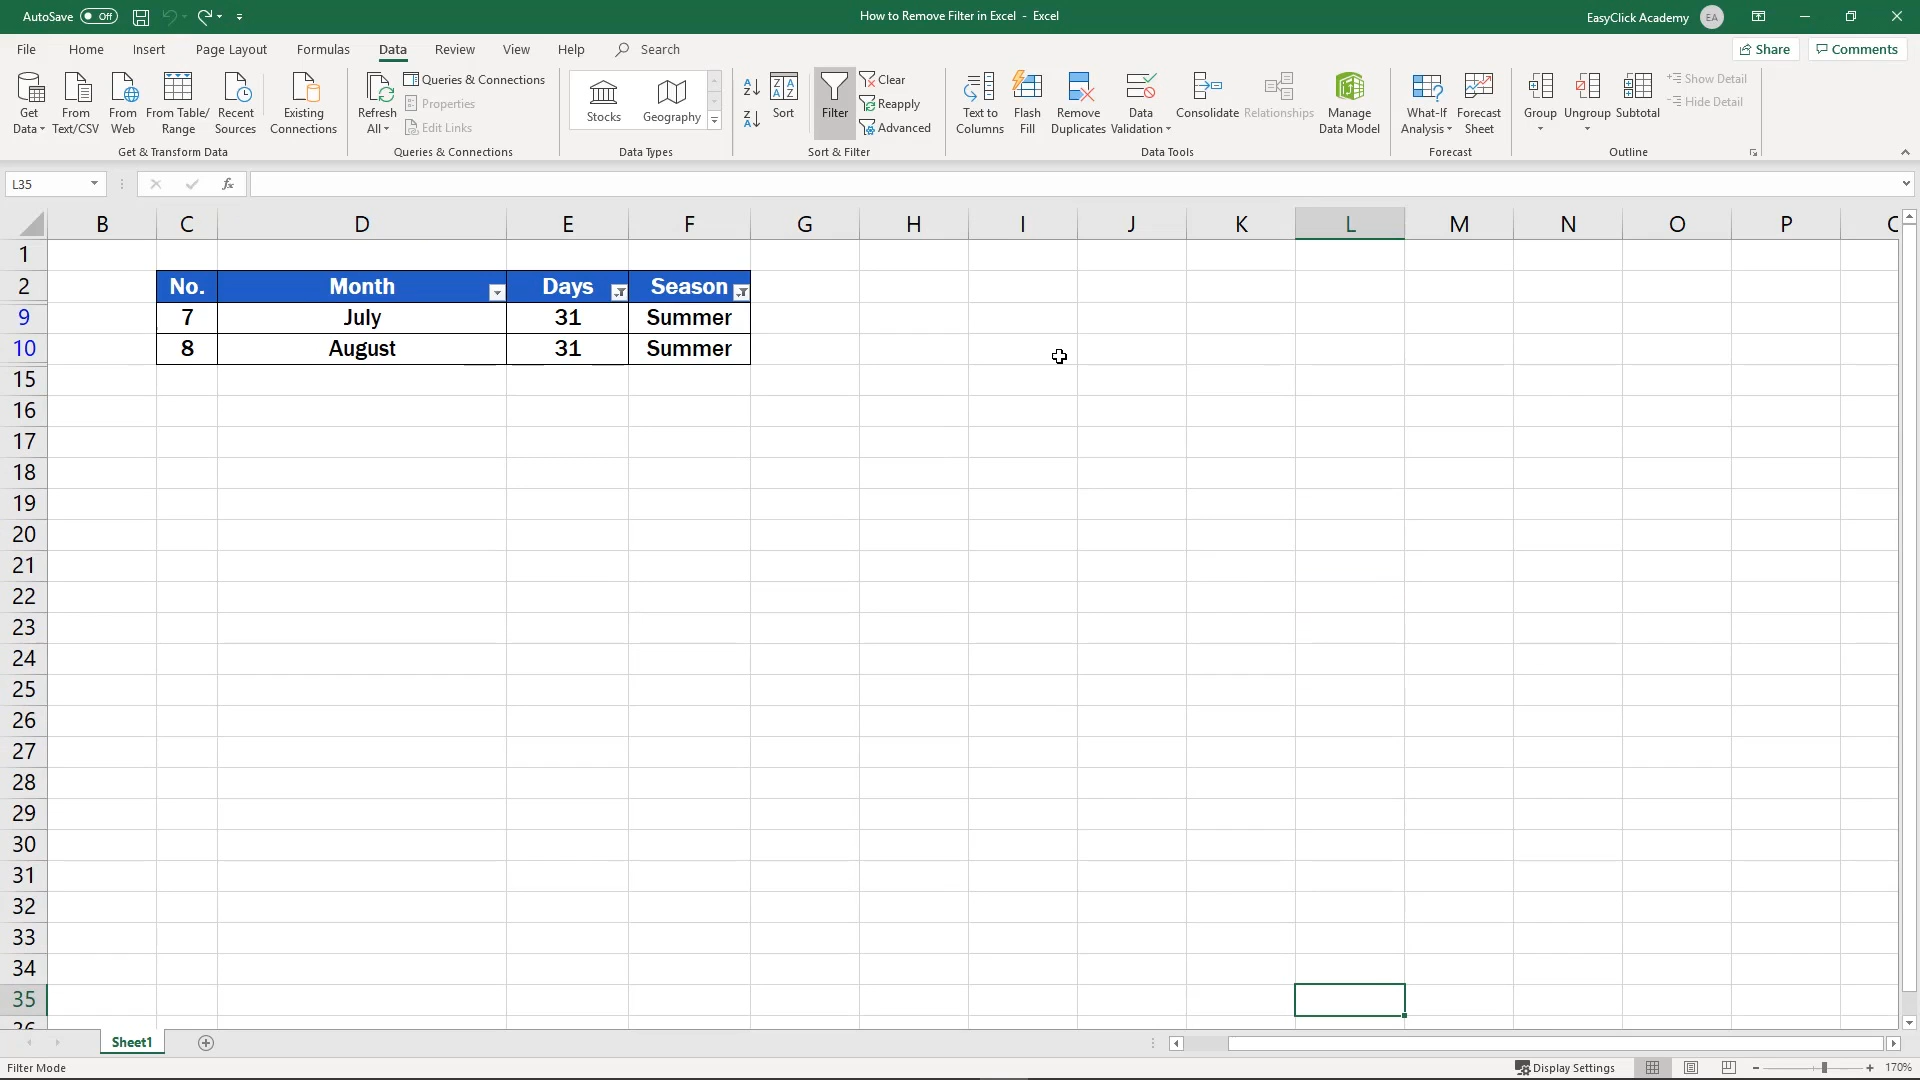 AutoSave Off How to Remove Filter in Excel - Excel EasyClick Academy EA
File Home Insert Page Layout Formulas Data Review View Help Search Share Comments
Get Data From Text/CSV From Web From Table/ Range Recent Sources Existing Connections
Get & Transform Data
Refresh All Queries & Connections
Properties
Edit Links
Queries & Connections
Stocks Geography
Data Types
Sort Filter Clear
Reapply
Advanced
Sort & Filter
Text to Columns Flash Fill Remove Duplicates Data Validation Consolidate Relationships Manage Data Model
Data Tools
What-If Analysis Forecast Sheet
Forecast
Group Ungroup Subtotal Show Detail
Hide Detail
Outline
L35 fx
B C D E F G H I J K L M N O P
1
2 No. Month Days Season
9 7 July 31 Summer
10 8 August 31 Summer
15
16
17
18
19
20
21
22
23
24
25
26
27
28
29
30
31
32
33
34
35
Sheet1
Filter Mode Display Settings 170%